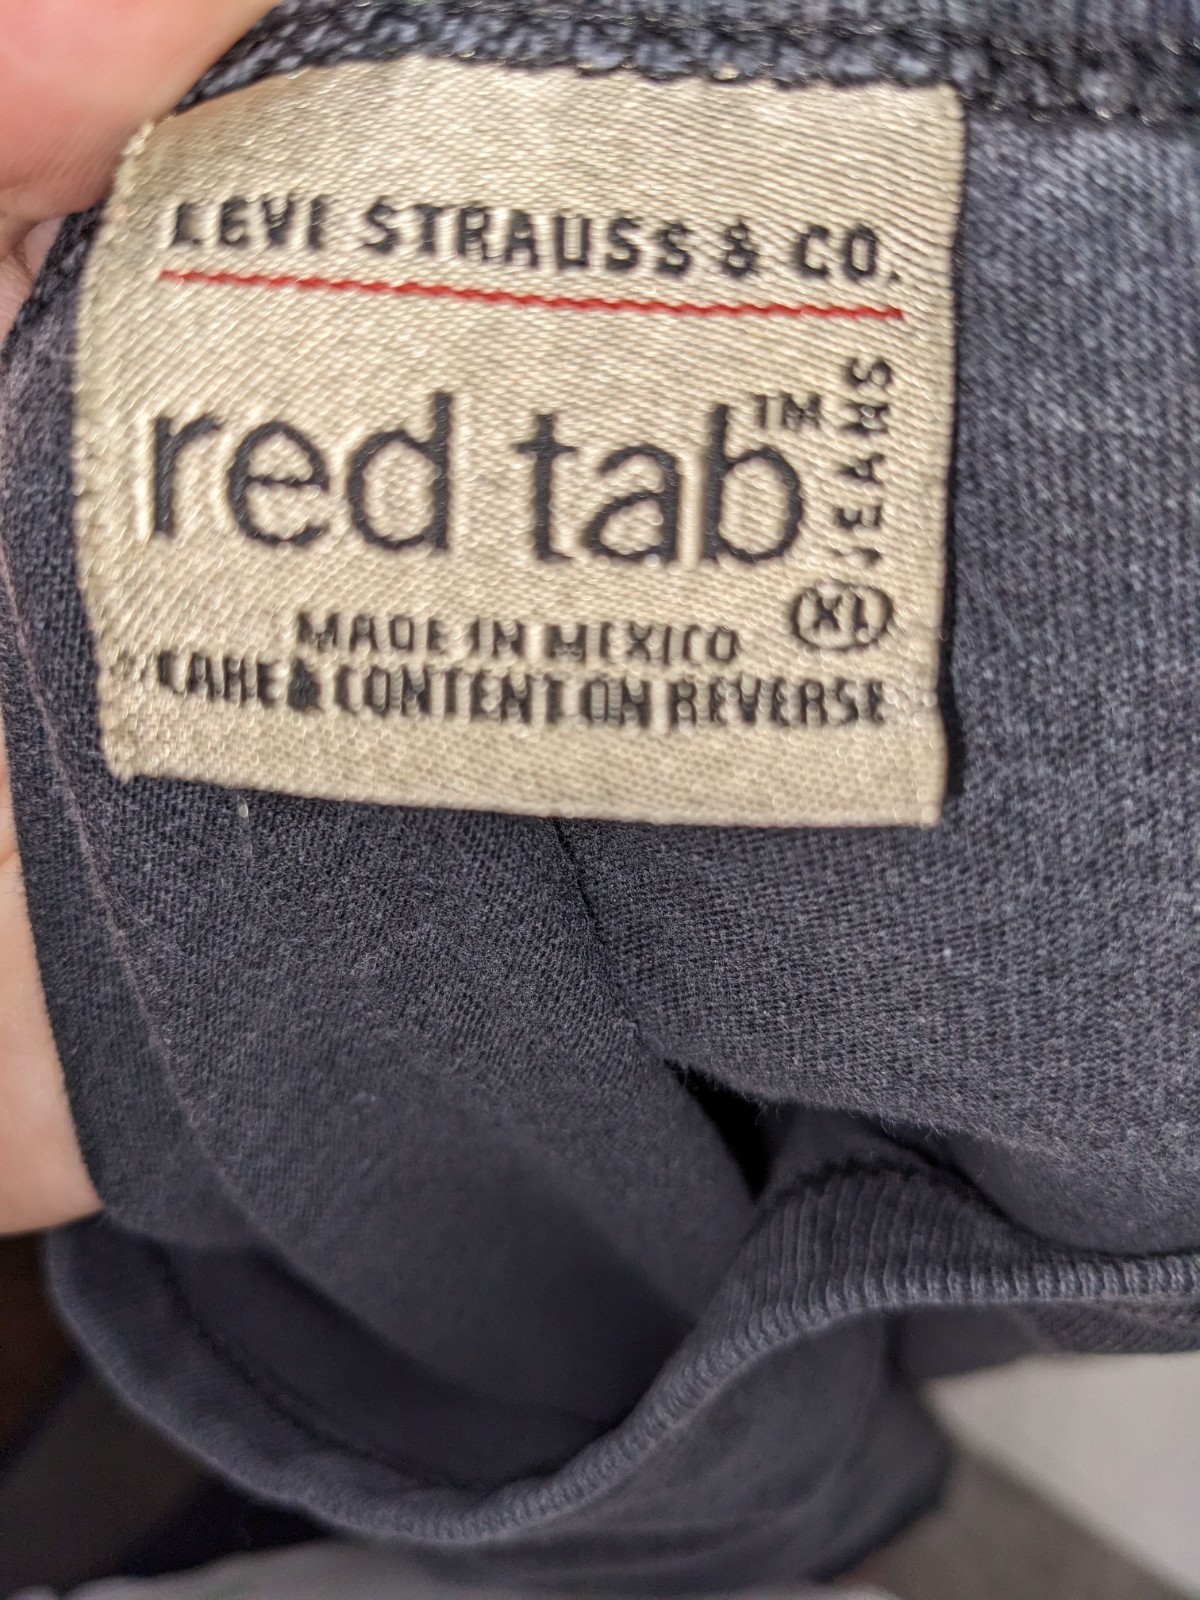 LEVI STRAUSS & CO.
red tab™
JEANS
XL
MADE IN MEXICO
CARE & CONTENT ON REVERSE